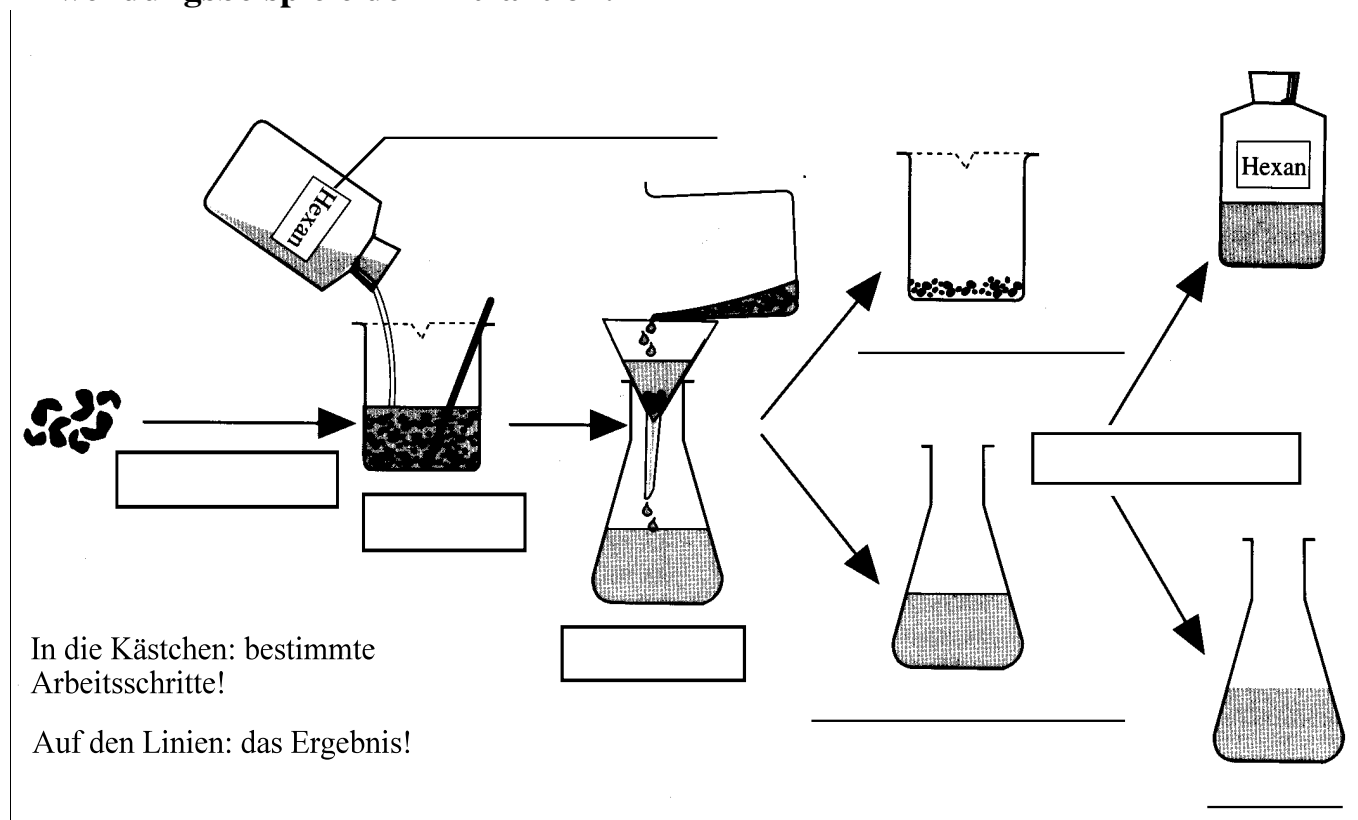 Hexan
Hexan
In die Kästchen: bestimmte
Arbeitsschritte!
Auf den Linien: das Ergebnis!